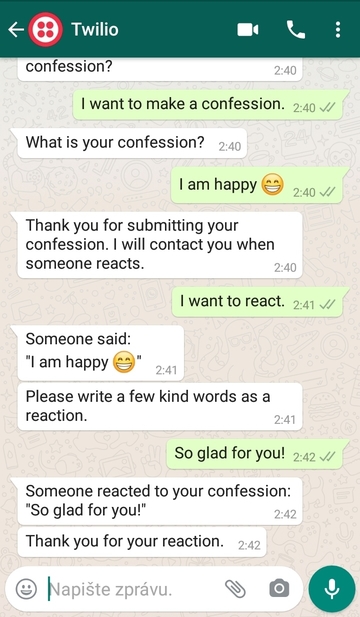 Twilio
confession?
2:40
I want to make a confession. 2:40
What is your confession? 2:40
I am happy 😁 2:40
Thank you for submitting your
confession. I will contact you when
someone reacts.
2:40
I want to react. 2:41
Someone said:
"I am happy 😁"
2:41
Please write a few kind words as a
reaction.
2:41
So glad for you! 2:42
Someone reacted to your confession:
"So glad for you!"
2:42
Thank you for your reaction. 2:42
Napište zprávu.